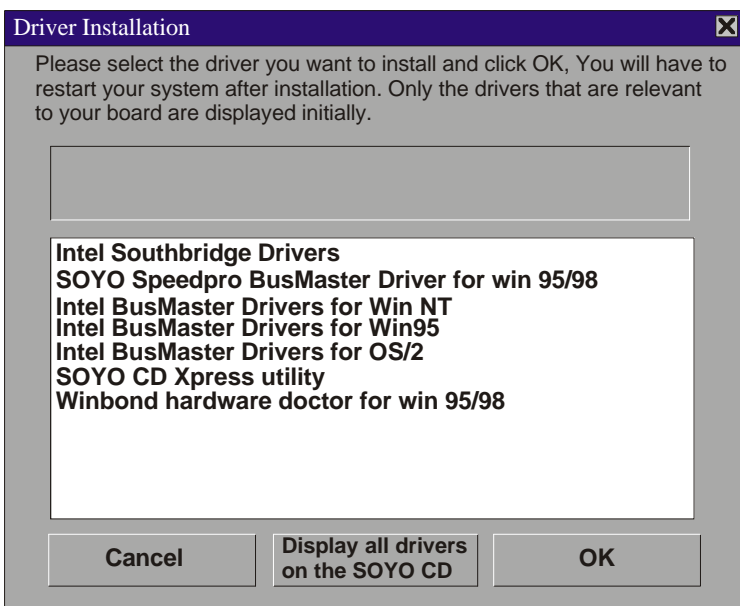 Driver Installation
Please select the driver you want to install and click OK, You will have to
restart your system after installation. Only the drivers that are relevant
to your board are displayed initially.
Intel Southbridge Drivers
SOYO Speedpro BusMaster Driver for win 95/98
Intel BusMaster Drivers for Win NT
Intel BusMaster Drivers for Win95
Intel BusMaster Drivers for OS/2
SOYO CD Xpress utility
Winbond hardware doctor for win 95/98
Cancel
Display all drivers
on the SOYO CD
OK